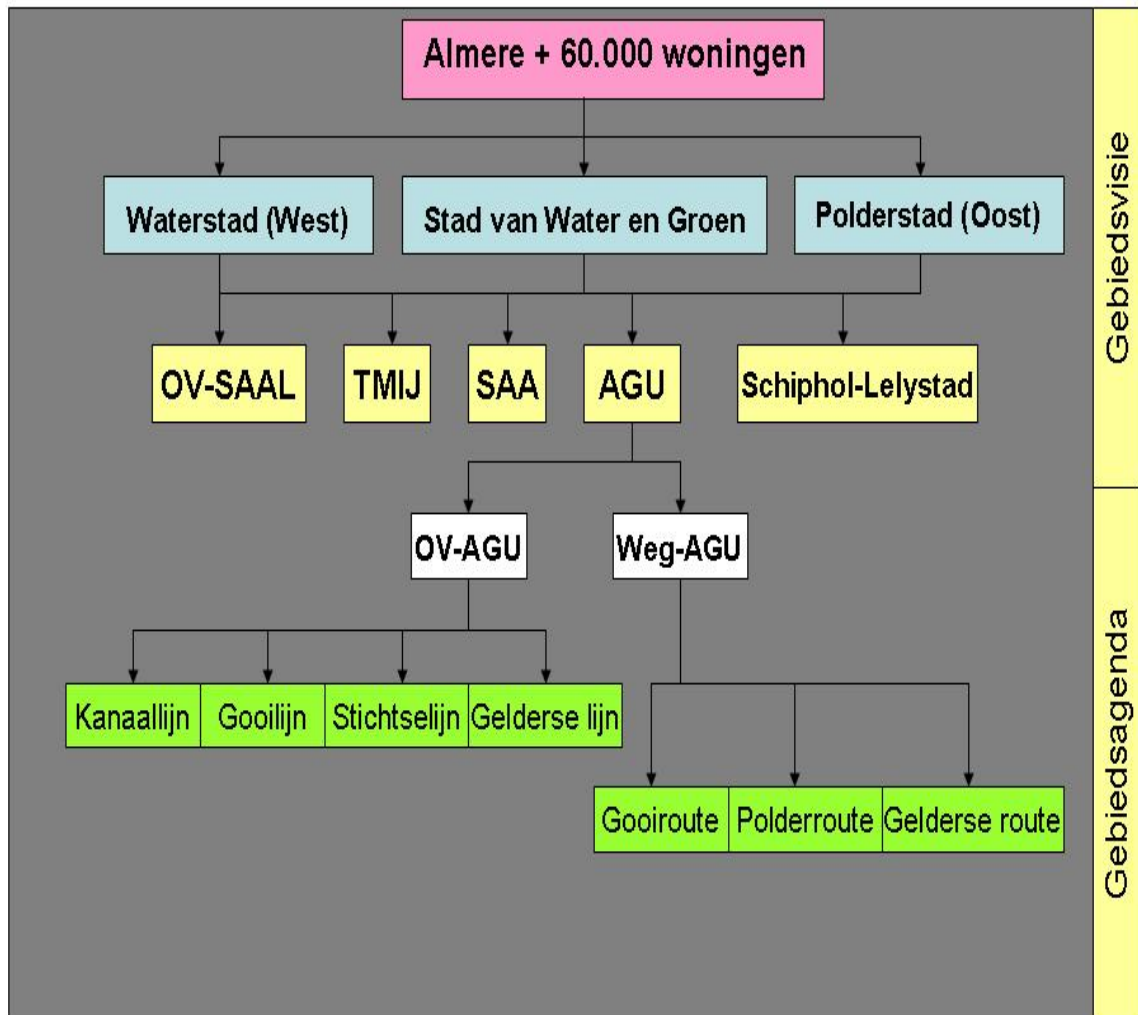 Almere + 60.000 woningen
Waterstad (West)
Stad van Water en Groen
Polderstad (Oost)
OV-SAAL
TMIJ
SAA
AGU
Schiphol-Lelystad
OV-AGU
Weg-AGU
Kanaallijn
Gooilijn
Stichtselijn
Gelderse lijn
Gooiroute
Polderroute
Gelderse route
Gebiedsvisie
Gebiedsagenda